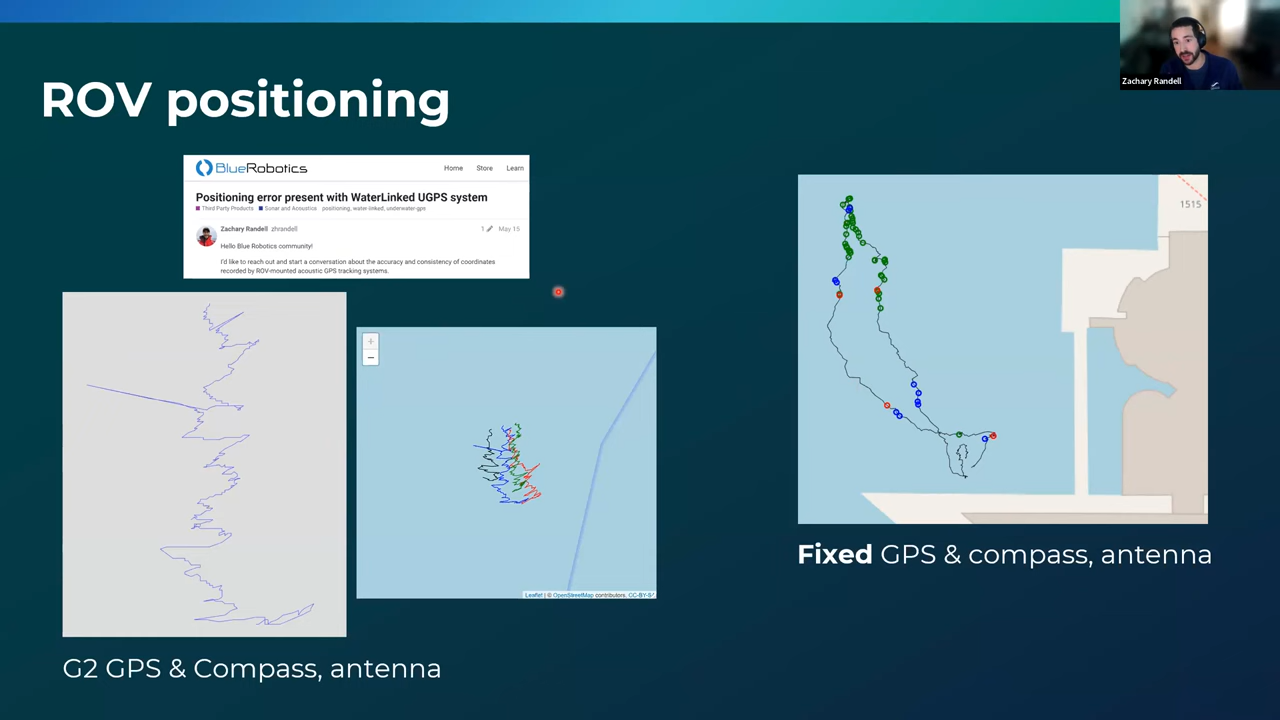 Zachary Randell
ROV positioning
BlueRobotics
Home Store Learn
Positioning error present with WaterLinked UGPS system
Third Party Products Sonar and Acoustics positioning, water-linked, underwater-gps
Zachary Randell zhrandell 1 May 15
Hello Blue Robotics community!
I'd like to reach out and start a conversation about the accuracy and consistency of coordinates
recorded by ROV-mounted acoustic GPS tracking systems.
1515
+
−
Leaflet | © OpenStreetMap contributors, CC-BY-S
Fixed GPS & compass, antenna
G2 GPS & Compass, antenna